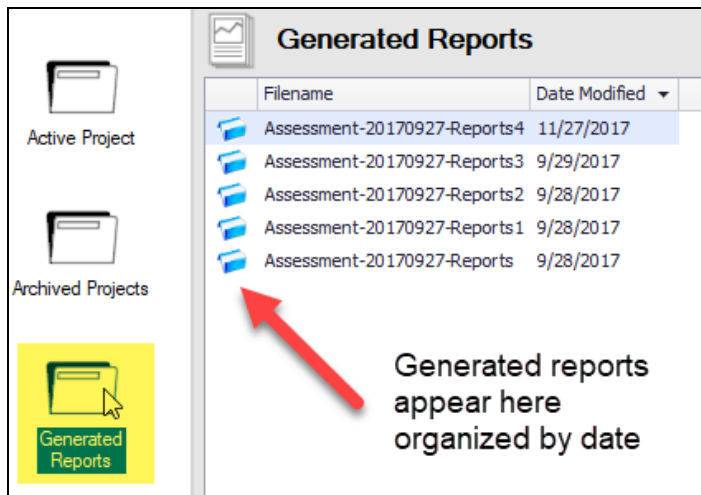 Generated Reports
Active Project
Archived Projects
Generated
Reports
Filename Date Modified
Assessment-20170927-Reports4 11/27/2017
Assessment-20170927-Reports3 9/29/2017
Assessment-20170927-Reports2 9/28/2017
Assessment-20170927-Reports1 9/28/2017
Assessment-20170927-Reports 9/28/2017
Generated reports
appear here
organized by date